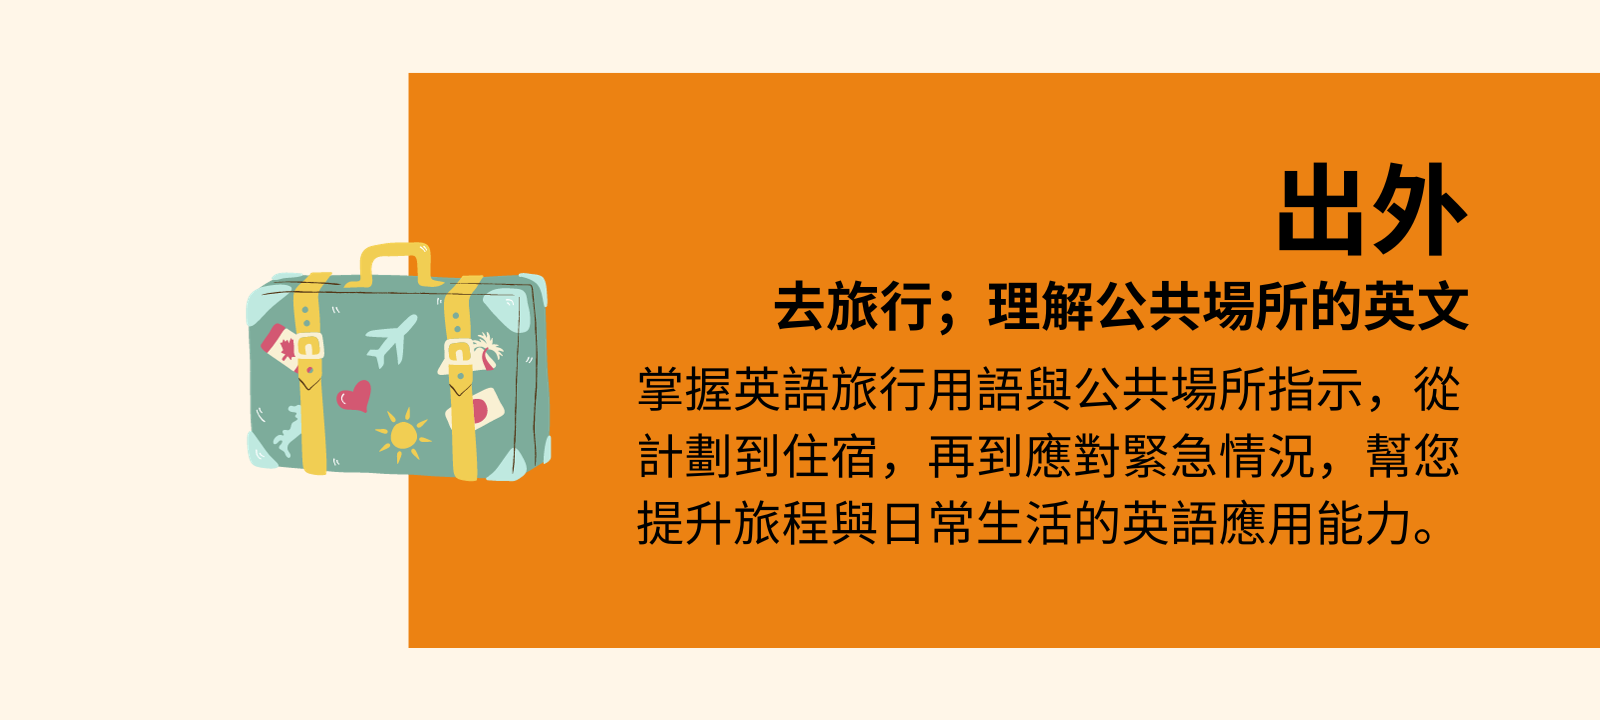 出外
去旅行；理解公共場所的英文
掌握英語旅行用語與公共場所指示，從
計劃到住宿，再到應對緊急情況，幫您
提升旅程與日常生活的英語應用能力。